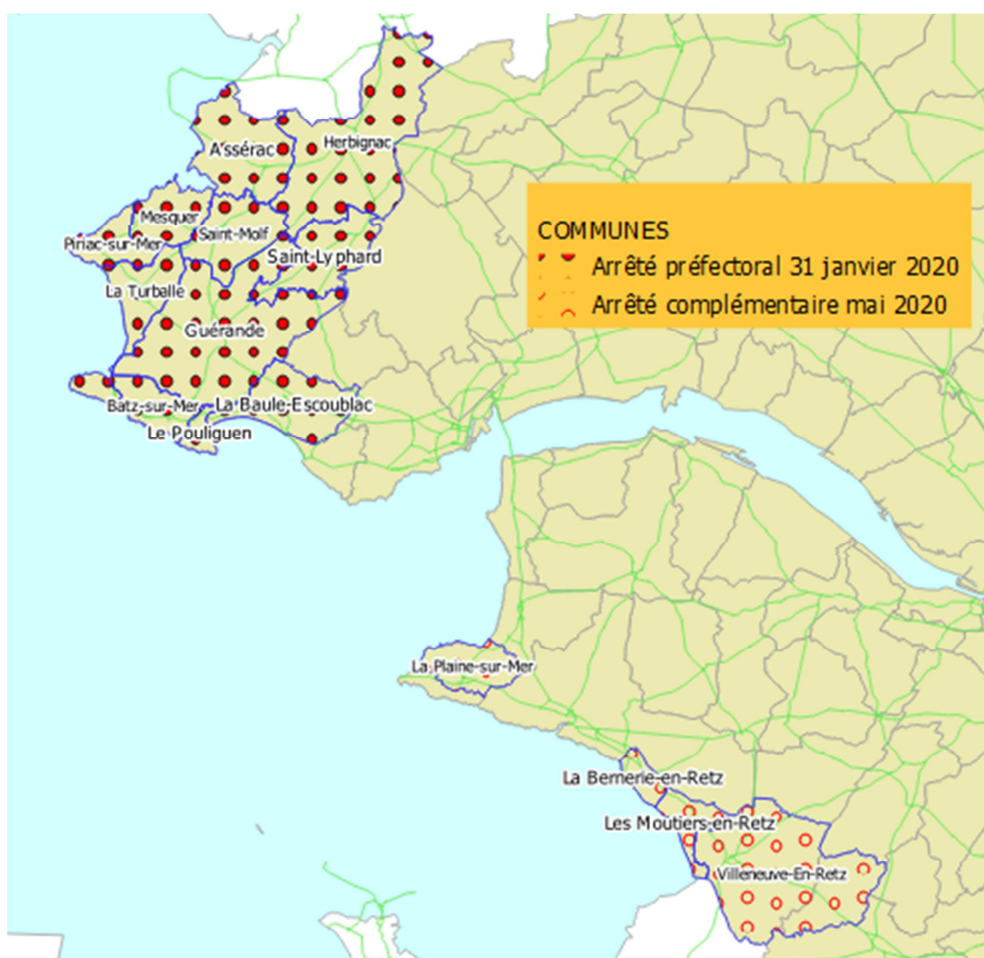 Herbignac
Assérac
Mesquer
Saint-Molf
Piriac-sur-Mer
Saint-Lyphard
La Turballe
Guérande
Batz-sur-Mer
La Baule-Escoublac
Le Pouliguen
COMMUNES
Arrêté préfectoral 31 janvier 2020
Arrêté complémentaire mai 2020
La Plaine-sur-Mer
La Bernerie-en-Retz
Les Moutiers-en-Retz
Villeneuve-En-Retz